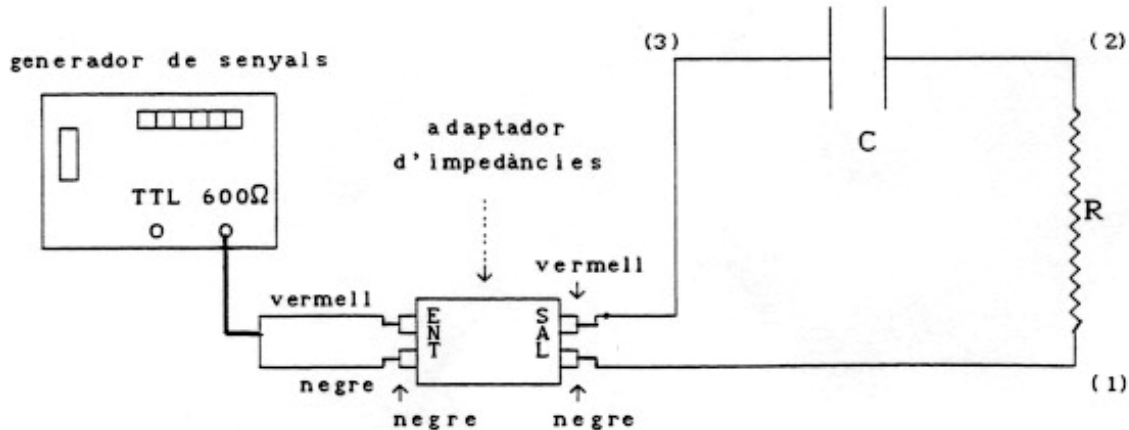 generador de senyals
TTL 600Ω
adaptador
d'impedàncies
vermell
negre
ENT
negre
SAL
vermell
negre
(3)
(2)
C
R
(1)